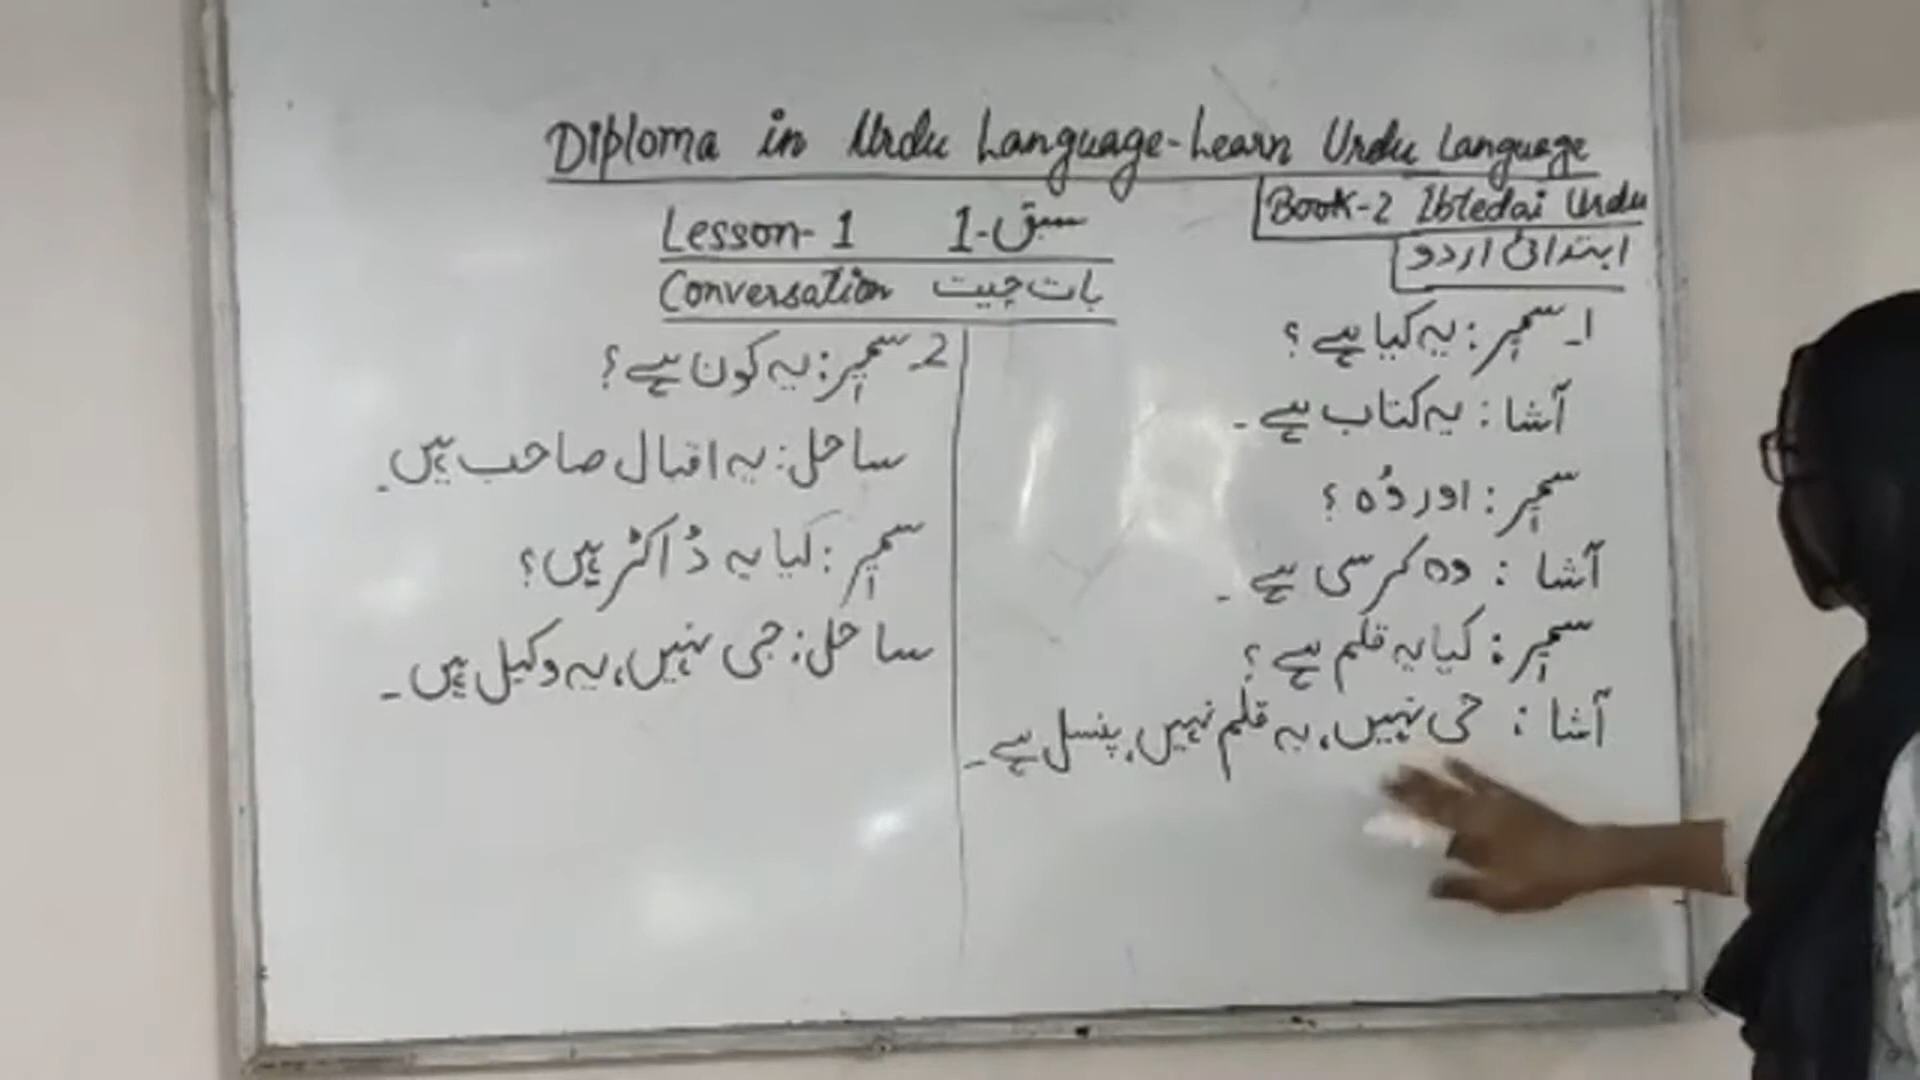 Diploma in Urdu Language-Learn Urdu Language
Book-2 Ibtedai Urdu
ابتدائی اردو
Lesson-1 سبق-1
Conversation بات چیت
1۔ سمیر: یہ کیا ہے؟
آشا: یہ کتاب ہے۔
سمیر: اور وُہ؟
آشا: وہ کرسی ہے۔
سمیر: کیا یہ قلم ہے؟
آشا: جی نہیں، یہ قلم نہیں، پنسل ہے۔
2۔ سمیر: یہ کون ہے؟
ساحل: یہ اقبال صاحب ہیں۔
سمیر: کیا یہ ڈاکٹر ہیں؟
ساحل: جی نہیں، یہ وکیل ہیں۔